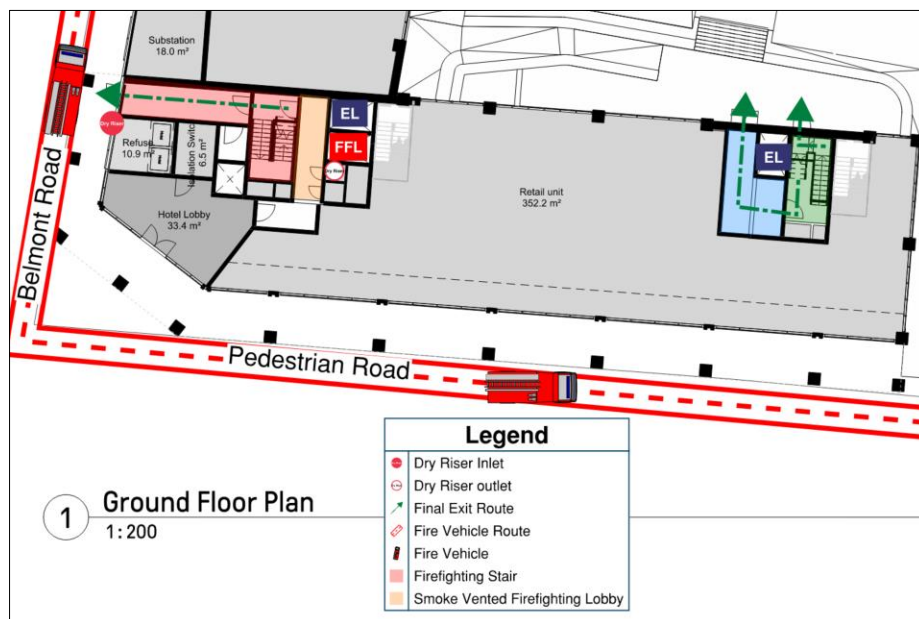 Substation
18.0 m²
EL
FFL
Dry Riser
Dry Riser
Refuse
10.9 m²
6.5 m²
Hotel Lobby
33.4 m²
Retail unit
352.2 m²
EL
Belmont Road
Pedestrian Road
Legend
Dry Riser Inlet
Dry Riser outlet
Final Exit Route
Fire Vehicle Route
Fire Vehicle
Firefighting Stair
Smoke Vented Firefighting Lobby
1
Ground Floor Plan
1:200